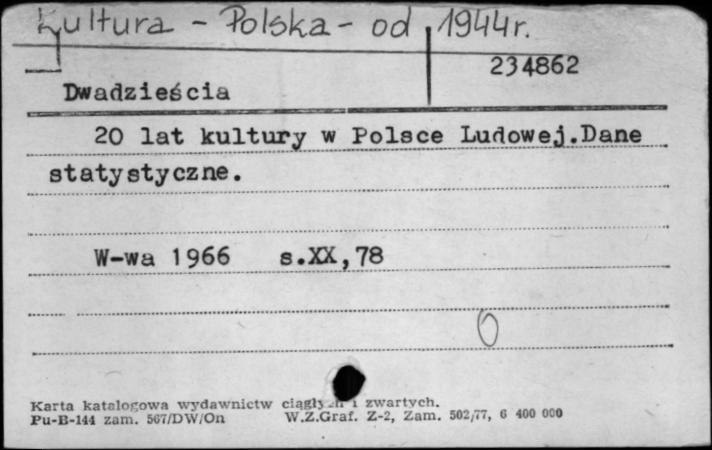 Kultura - Polska - od 1944r.
234862
Dwadzieścia
20 lat kultury w Polsce Ludowej.Dane
statystyczne.
W-wa 1966 s.XX,78
Karta katalogowa wydawnictw i zwartych.
Pu-B-144 zam. 567/DW/On W.Z.Graf. Z-2, Zam. 502/77, 6 400 000